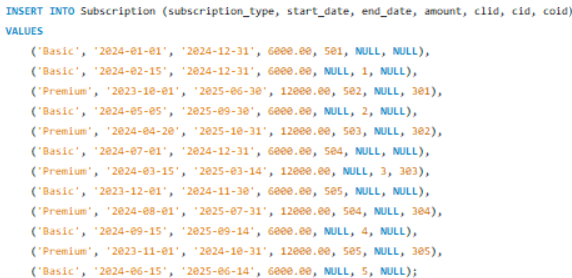 INSERT INTO Subscription (subscription_type, start_date, end_date, amount, clid, cid, coid)
VALUES
('Basic', '2024-01-01', '2024-12-31', 6000.00, 501, NULL, NULL),
('Basic', '2024-02-15', '2024-12-31', 6000.00, NULL, 1, NULL),
('Premium', '2023-10-01', '2025-06-30', 12000.00, 502, NULL, 301),
('Basic', '2024-05-05', '2025-09-30', 6000.00, NULL, 2, NULL),
('Premium', '2024-04-20', '2025-10-31', 12000.00, 503, NULL, 302),
('Basic', '2024-07-01', '2024-12-31', 6000.00, 504, NULL, NULL),
('Premium', '2024-03-15', '2025-03-14', 12000.00, NULL, 3, 303),
('Basic', '2023-12-01', '2024-11-30', 6000.00, 505, NULL, NULL),
('Premium', '2024-08-01', '2025-07-31', 12000.00, 504, NULL, 304),
('Basic', '2024-09-15', '2025-09-14', 6000.00, NULL, 4, NULL),
('Premium', '2023-11-01', '2024-10-31', 12000.00, 505, NULL, 305),
('Basic', '2024-06-15', '2025-06-14', 6000.00, NULL, 5, NULL);